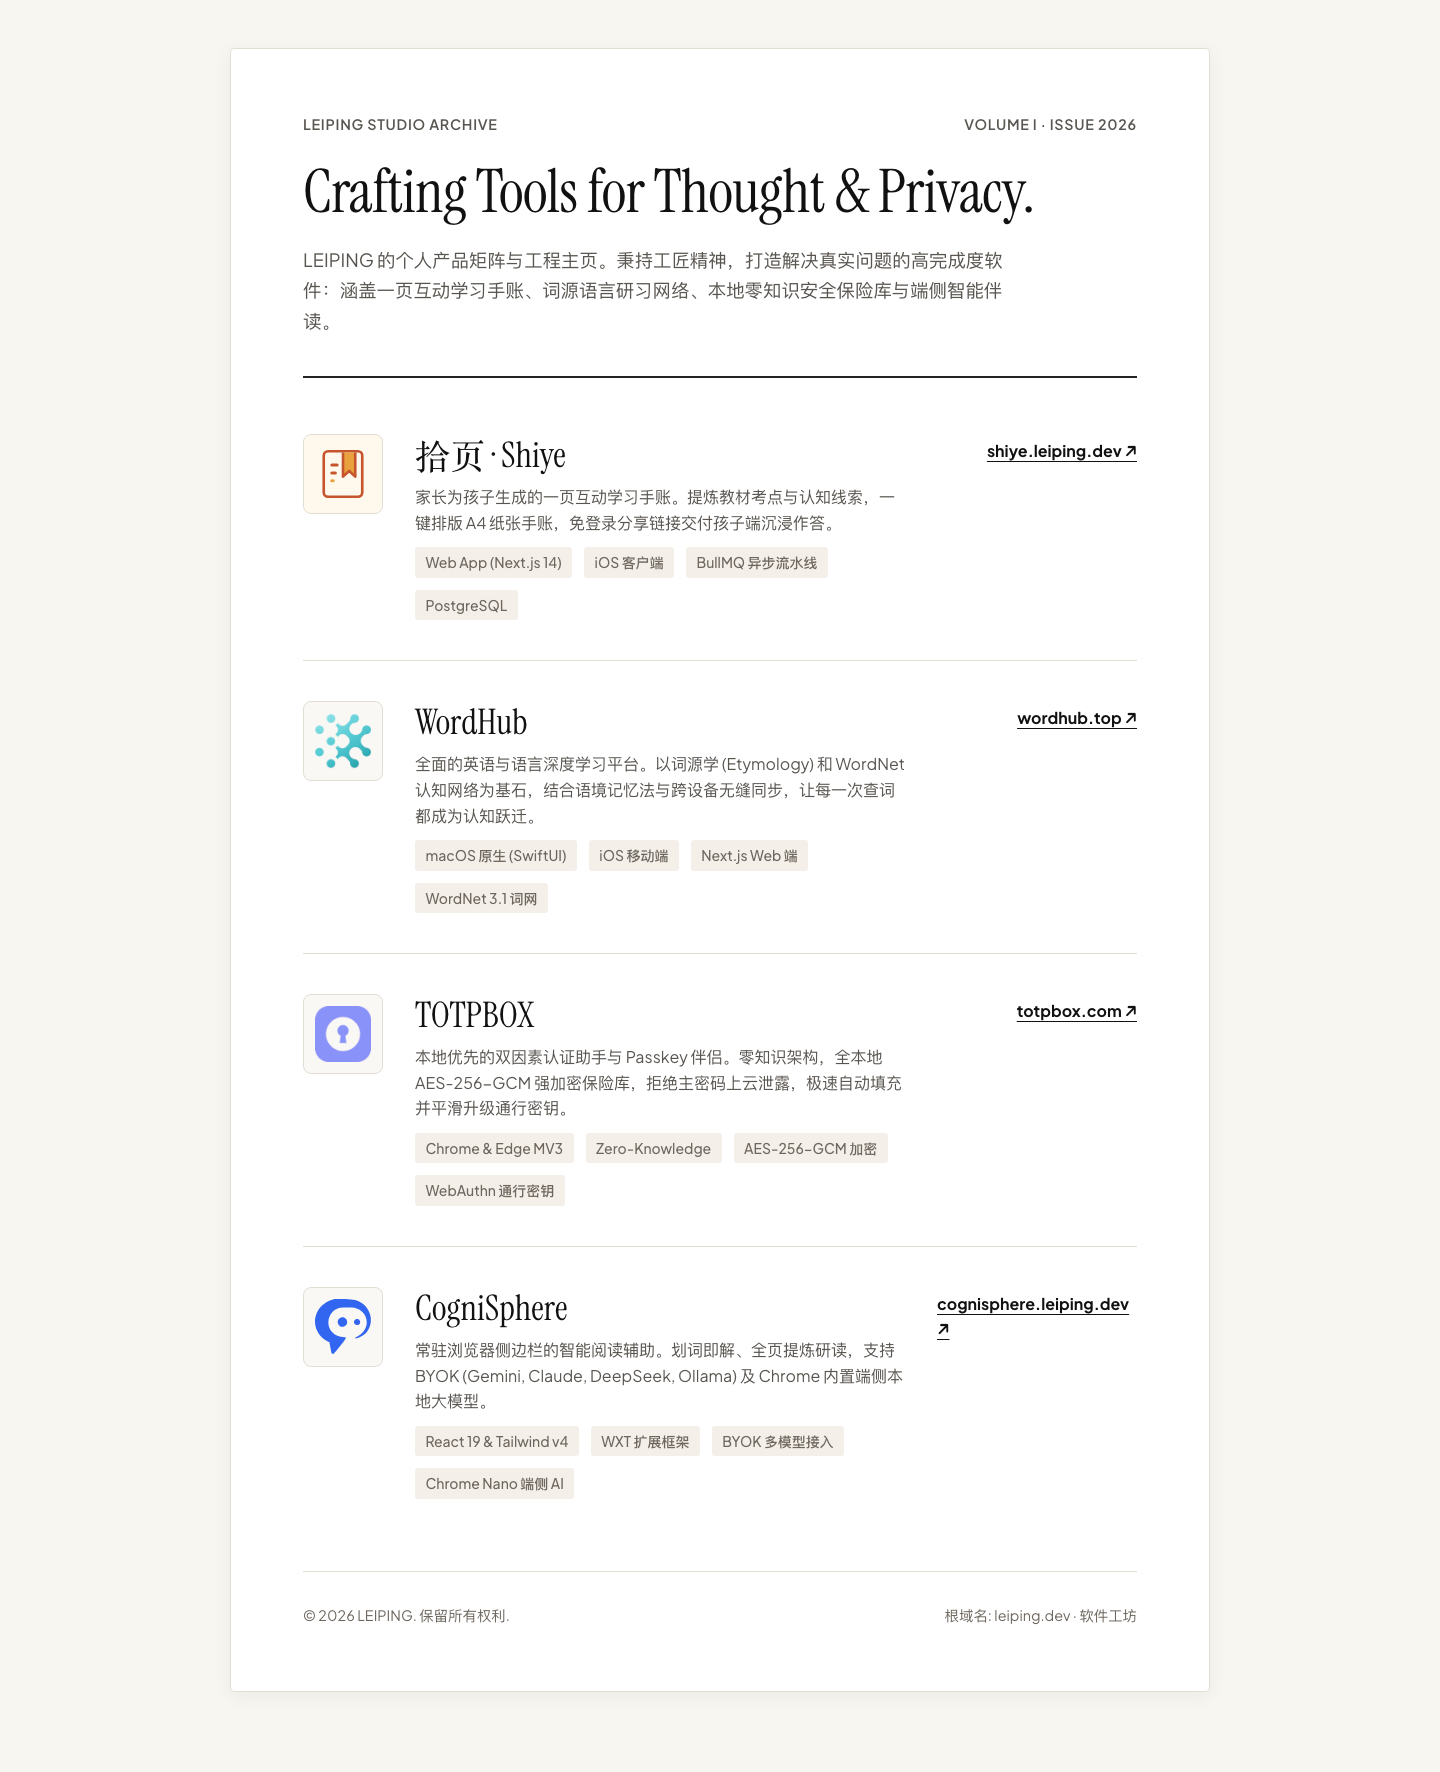 LEIPING STUDIO ARCHIVE
VOLUME I · ISSUE 2026
Crafting Tools for Thought & Privacy.
LEIPING 的个人产品矩阵与工程主页。秉持工匠精神，打造解决真实问题的高完成度软
件：涵盖一页互动学习手账、词源语言研习网络、本地零知识安全保险库与端侧智能伴
读。
拾页 · Shiye
shiye.leiping.dev ↗
家长为孩子生成的一页互动学习手账。提炼教材考点与认知线索，一
键排版 A4 纸张手账，免登录分享链接交付孩子端沉浸作答。
Web App (Next.js 14)
iOS 客户端
BullMQ 异步流水线
PostgreSQL
WordHub
wordhub.top ↗
全面的英语与语言深度学习平台。以词源学 (Etymology) 和 WordNet
认知网络为基石，结合语境记忆法与跨设备无缝同步，让每一次查词
都成为认知跃迁。
macOS 原生 (SwiftUI)
iOS 移动端
Next.js Web 端
WordNet 3.1 词网
TOTPBOX
totpbox.com ↗
本地优先的双因素认证助手与 Passkey 伴侣。零知识架构，全本地
AES-256-GCM 强加密保险库，拒绝主密码上云泄露，极速自动填充
并平滑升级通行密钥。
Chrome & Edge MV3
Zero-Knowledge
AES-256-GCM 加密
WebAuthn 通行密钥
CogniSphere
cognisphere.leiping.dev
↗
常驻浏览器侧边栏的智能阅读辅助。划词即解、全页提炼研读，支持
BYOK (Gemini, Claude, DeepSeek, Ollama) 及 Chrome 内置端侧本
地大模型。
React 19 & Tailwind v4
WXT 扩展框架
BYOK 多模型接入
Chrome Nano 端侧 AI
© 2026 LEIPING. 保留所有权利.
根域名: leiping.dev · 软件工坊